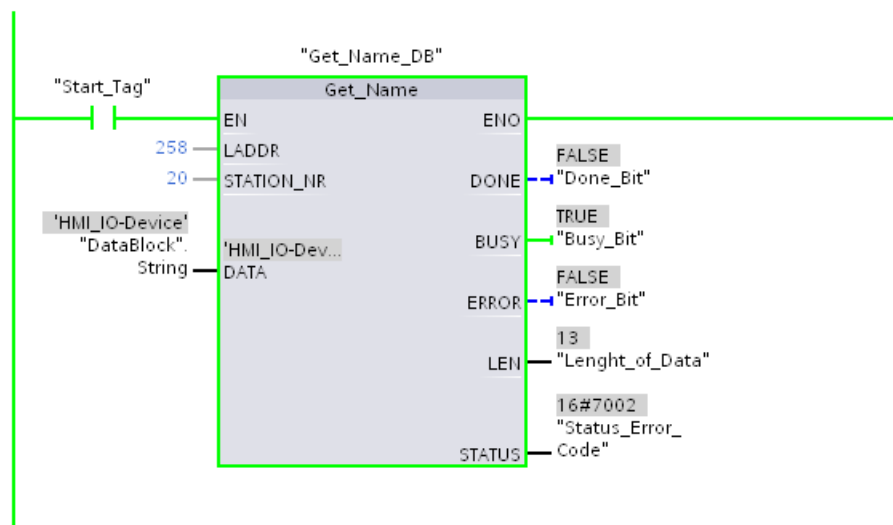 "Get_Name_DB"
"Start_Tag"
Get_Name
EN
ENO
258
LADDR
FALSE
20
STATION_NR
DONE
"Done_Bit"
'HMI_IO-Device'
TRUE
"DataBlock".
'HMI_IO-Dev...
BUSY
"Busy_Bit"
String
DATA
FALSE
ERROR
"Error_Bit"
13
LEN
"Lenght_of_Data"
16#7002
"Status_Error_
STATUS
Code"